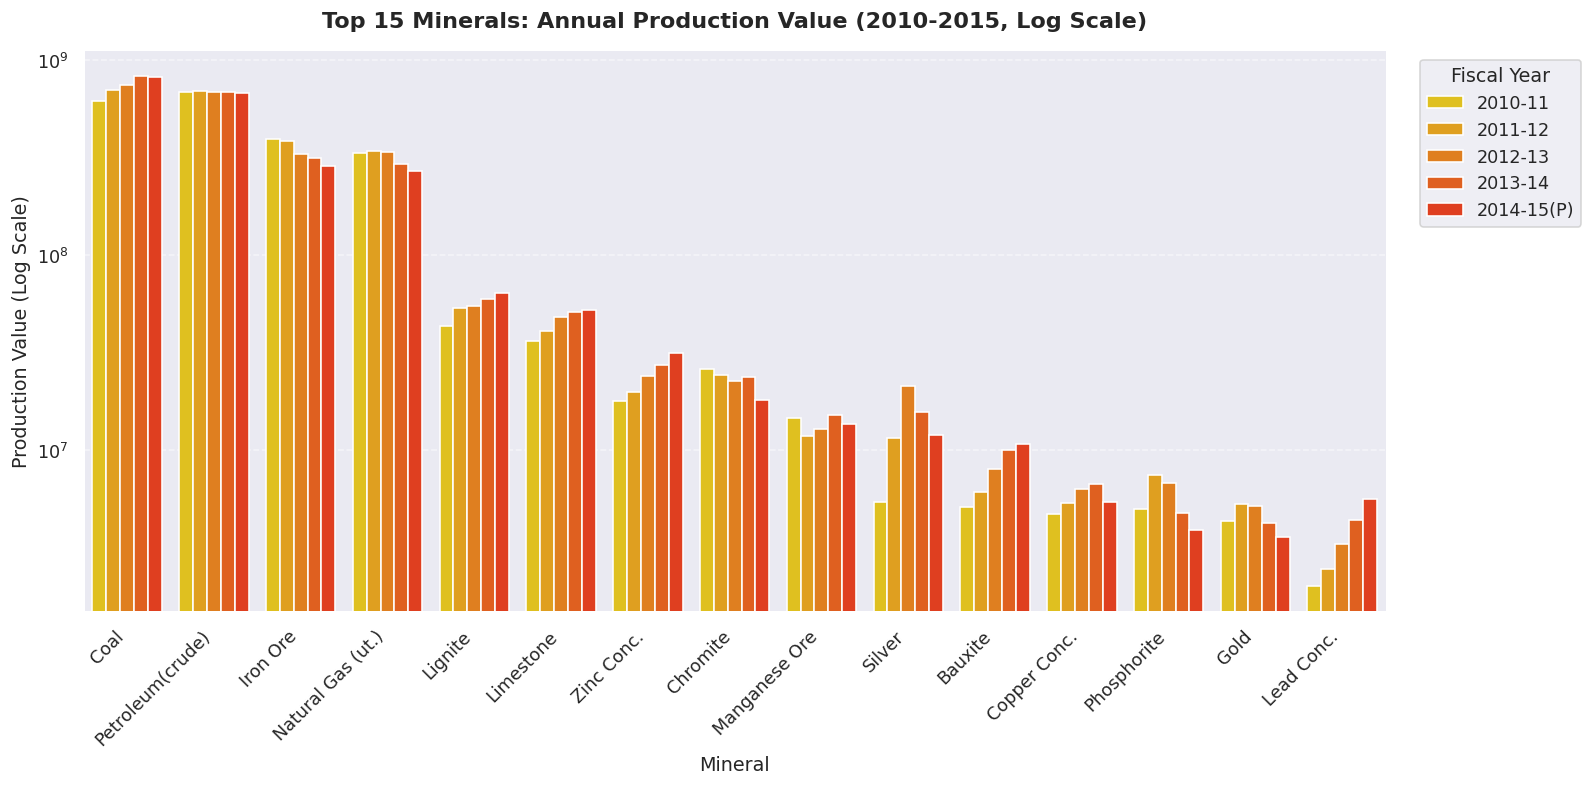 Top 15 Minerals: Annual Production Value (2010-2015, Log Scale)
Production Value (Log Scale)
10⁹
10⁸
10⁷
Coal
Petroleum(crude)
Iron Ore
Natural Gas (ut.)
Lignite
Limestone
Zinc Conc.
Chromite
Manganese Ore
Silver
Bauxite
Copper Conc.
Phosphorite
Gold
Lead Conc.
Mineral
Fiscal Year
2010-11
2011-12
2012-13
2013-14
2014-15(P)